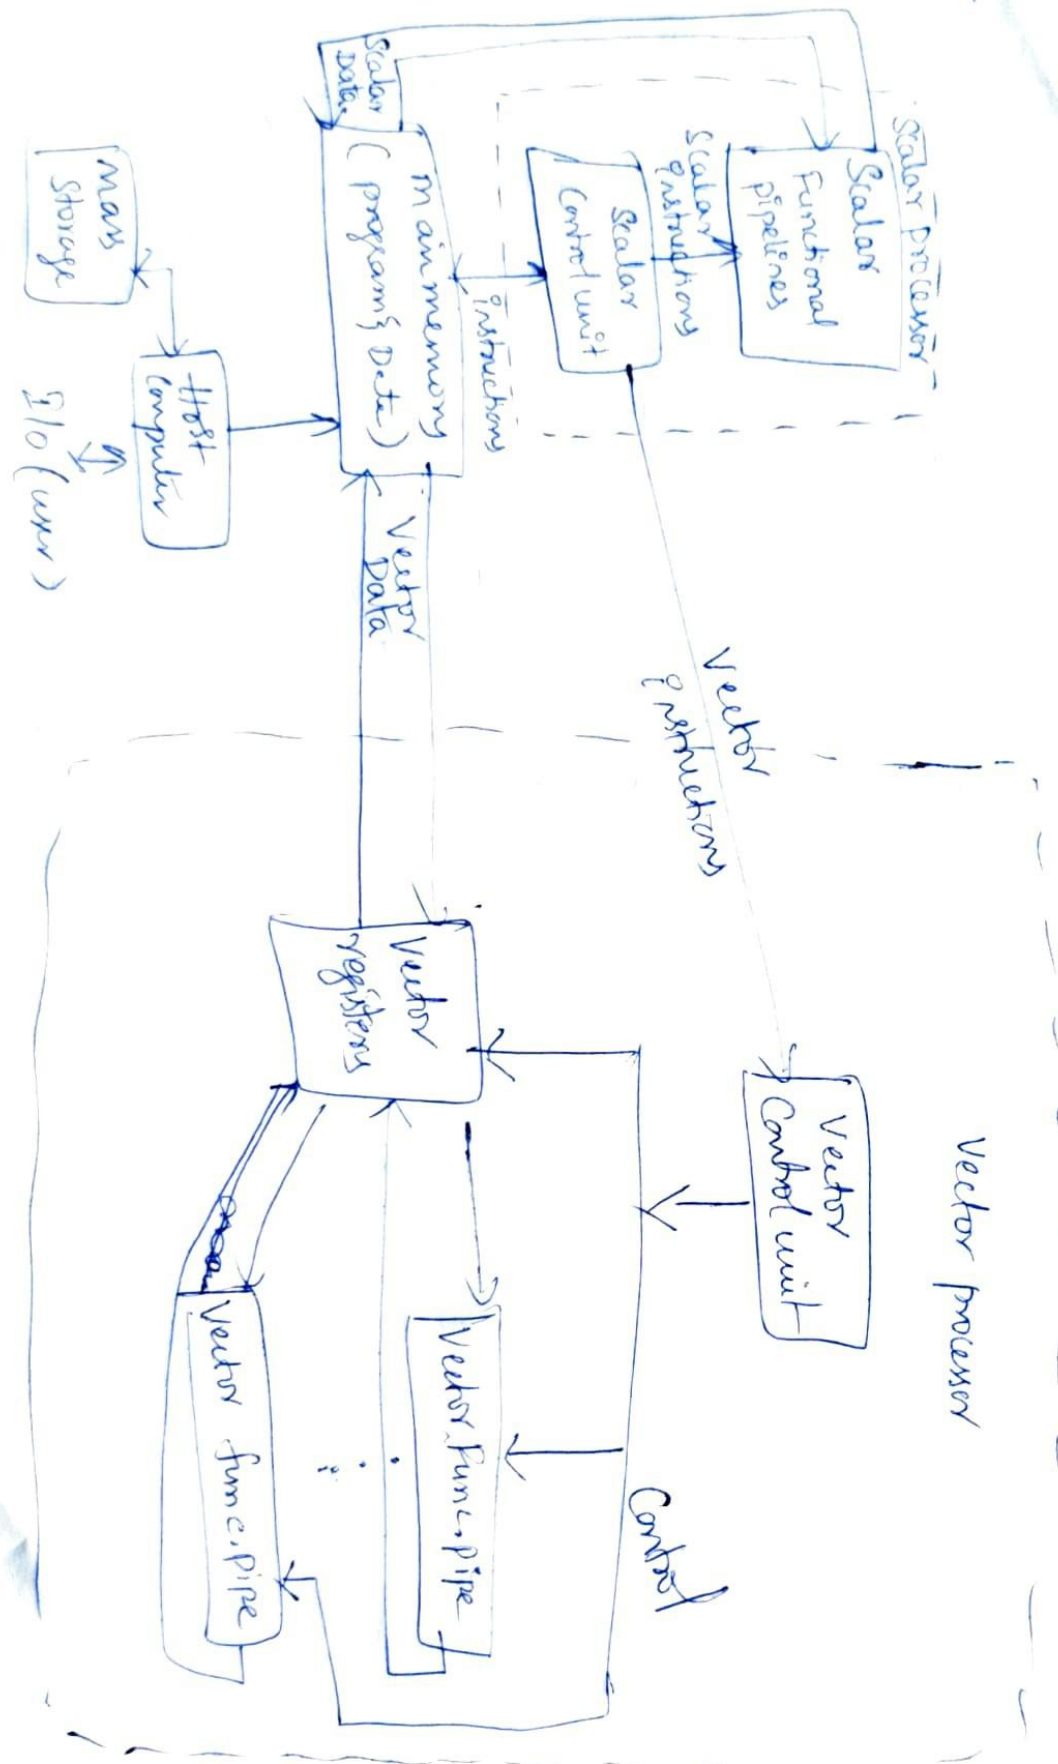 Scalar processor
Scalar
Functional
pipelines
Scalar
instructions
Scalar
Control unit
instructions
Scalar
Data
main memory
( program & Data )
Mass
Storage
Host
Computer
I/O (user)
Vector
Data
Vector
instructions
Vector processor
Vector
Control unit
Vector
registers
Control
Vector. Func. pipe
Vector func. pipe